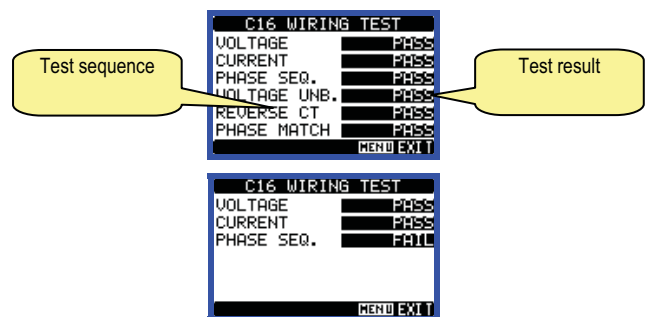 C16 WIRING TEST
VOLTAGE PASS
CURRENT PASS
PHASE SEQ. PASS
VOLTAGE UNB. PASS
REVERSE CT PASS
PHASE MATCH PASS
MENU EXIT
Test sequence
Test result
C16 WIRING TEST
VOLTAGE PASS
CURRENT PASS
PHASE SEQ. FAIL
MENU EXIT